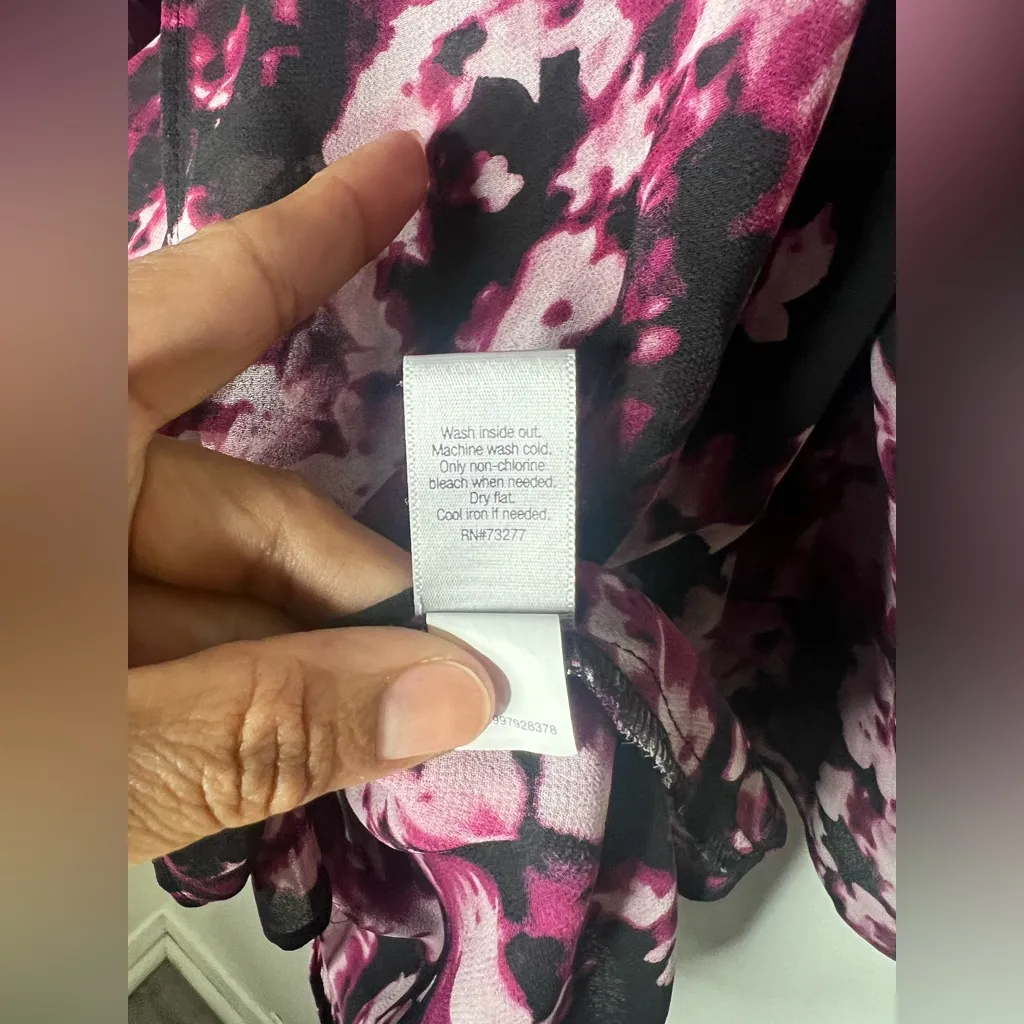 Wash inside out.
Machine wash cold.
Only non-chlorine
bleach when needed.
Dry flat.
Cool iron if needed.
RN#73277
997928378